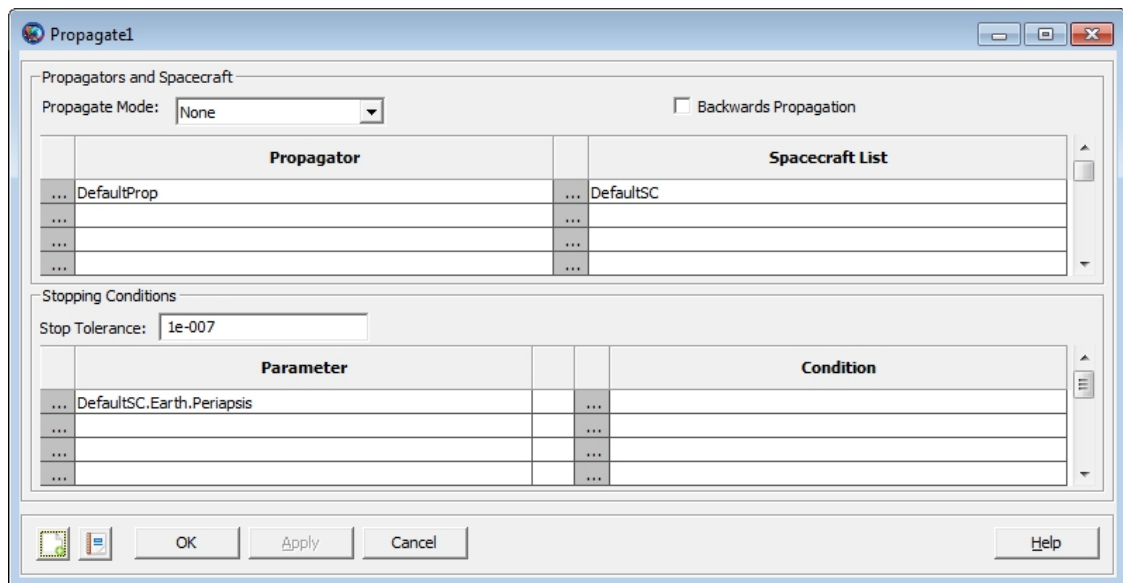 Propagate1
Propagators and Spacecraft
Propagate Mode: None Backwards Propagation
Propagator Spacecraft List
... DefaultProp ... DefaultSC
... ...
... ...
... ...
Stopping Conditions
Stop Tolerance: 1e-007
Parameter Condition
... DefaultSC.Earth.Periapsis ...
... ...
... ...
... ...
OK Apply Cancel Help